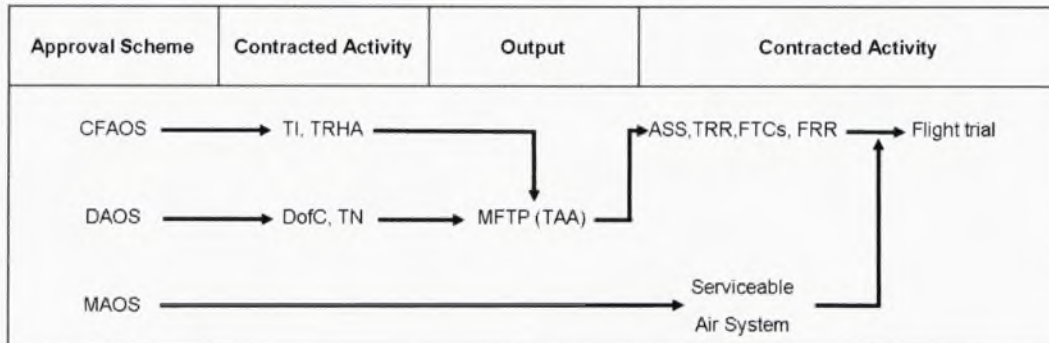 Approval Scheme Contracted Activity Output Contracted Activity
CFAOS TI, TRHA ASS,TRR,FTCs, FRR Flight trial
DAOS DofC, TN MFTP (TAA)
MAOS Serviceable
Air System